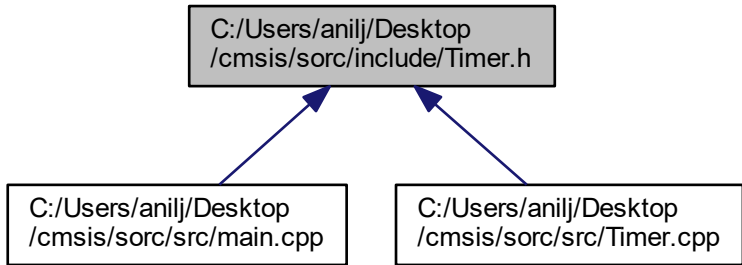 C:/Users/anilj/Desktop
/cmsis/sorc/include/Timer.h
C:/Users/anilj/Desktop
/cmsis/sorc/src/main.cpp
C:/Users/anilj/Desktop
/cmsis/sorc/src/Timer.cpp